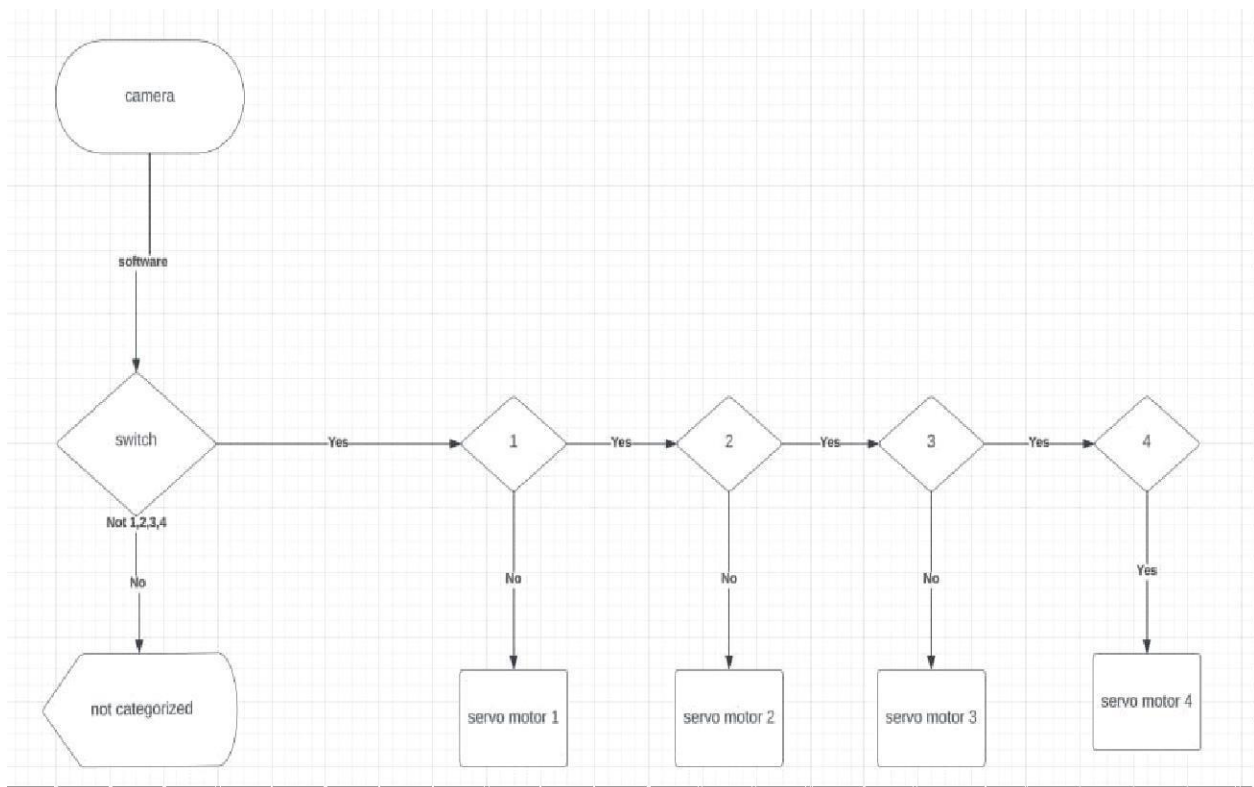 camera
software
switch
Yes
1
Yes
2
Yes
3
Yes
4
Not 1,2,3,4
No
No
No
No
Yes
not categorized
servo motor 1
servo motor 2
servo motor 3
servo motor 4